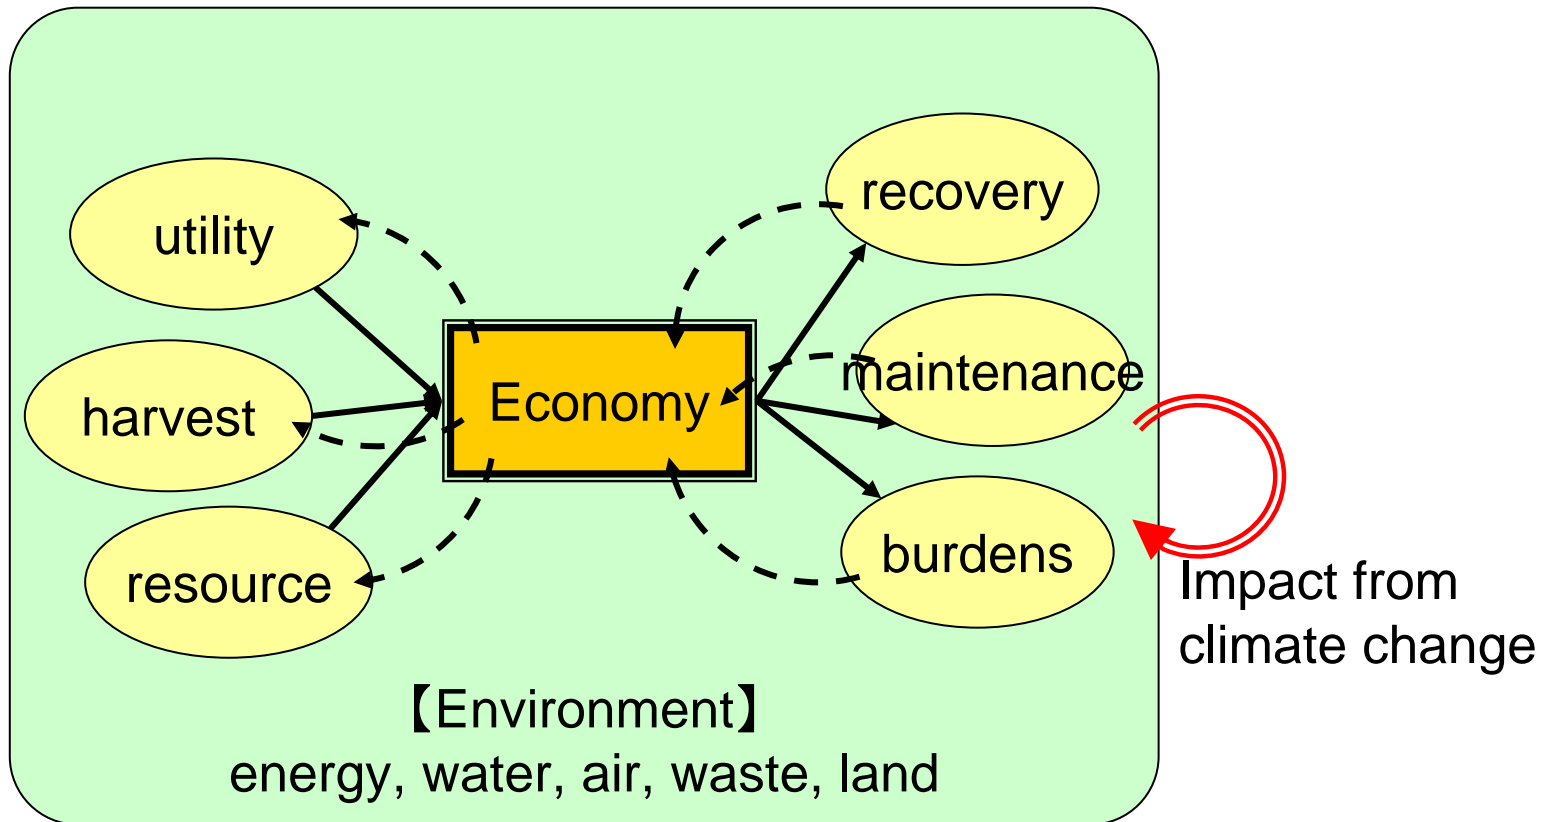 utility
harvest
resource
Economy
recovery
maintenance
burdens
Impact from
climate change
【Environment】
energy, water, air, waste, land